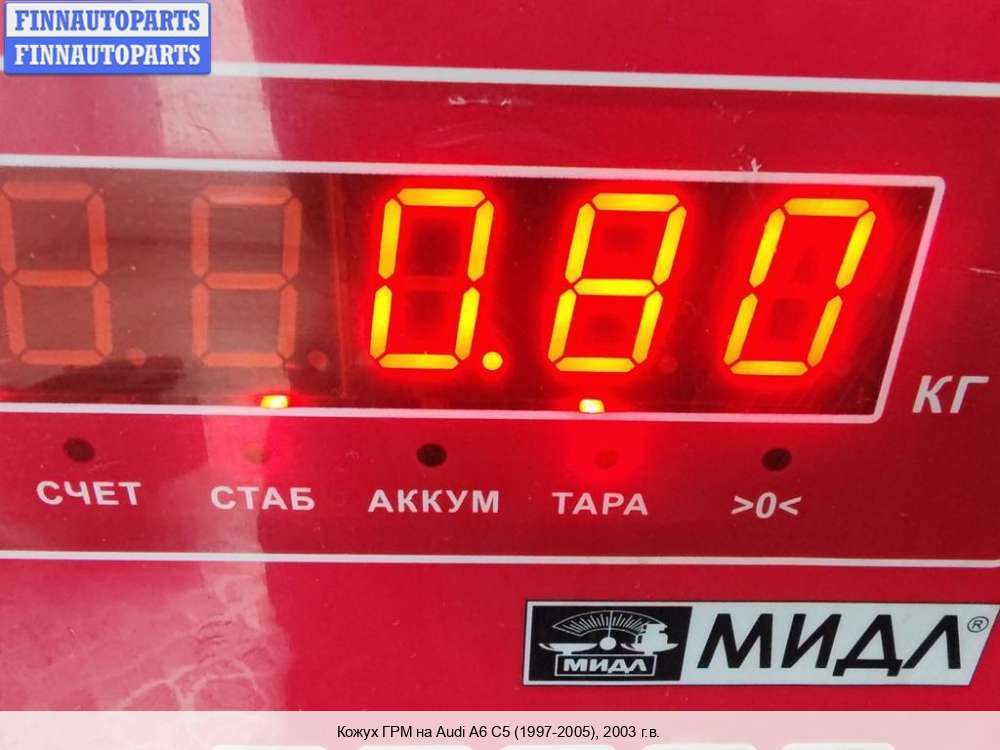 FINNAUTOPARTS
FINNAUTOPARTS
0.80
КГ
СЧЕТ СТАБ АККУМ ТАРА >0<
МИДЛ МИДЛ®
Кожух ГРМ на Audi A6 C5 (1997-2005), 2003 г.в.